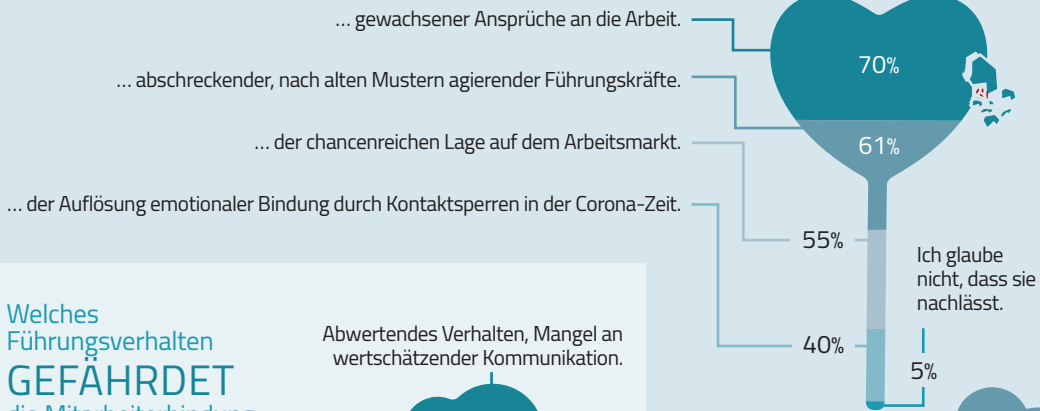 … gewachsener Ansprüche an die Arbeit.
70%
… abschreckender, nach alten Mustern agierender Führungskräfte.
61%
… der chancenreichen Lage auf dem Arbeitsmarkt.
55%
… der Auflösung emotionaler Bindung durch Kontaktsperren in der Corona-Zeit.
40%
Ich glaube
nicht, dass sie
nachlässt.
5%
Welches
Führungsverhalten
GEFÄHRDET
die Mitarbeiterbindung
Abwertendes Verhalten, Mangel an
wertschätzender Kommunikation.